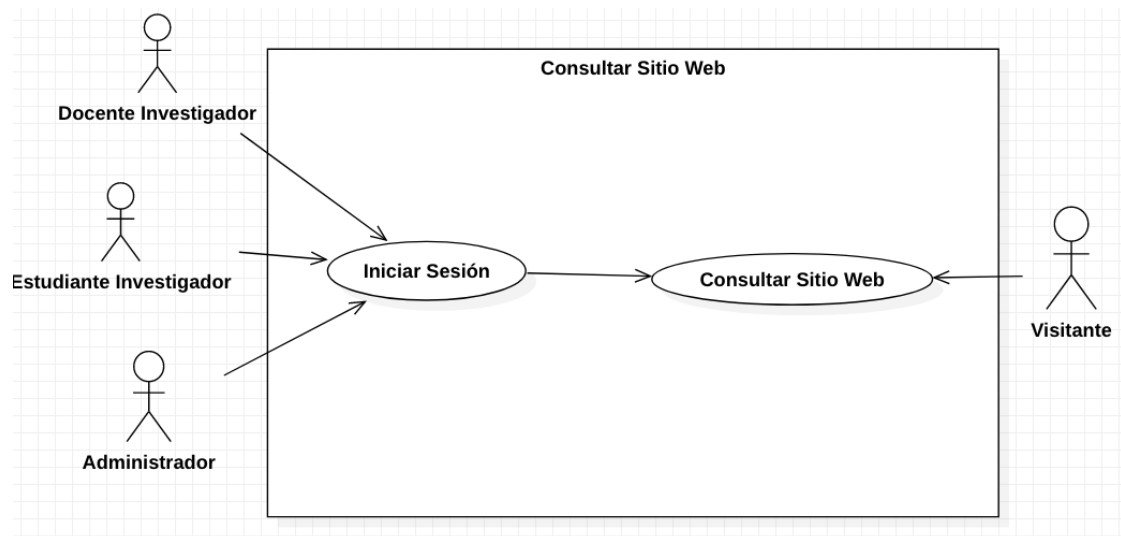 Consultar Sitio Web
Docente Investigador
Estudiante Investigador
Iniciar Sesión
Consultar Sitio Web
Visitante
Administrador